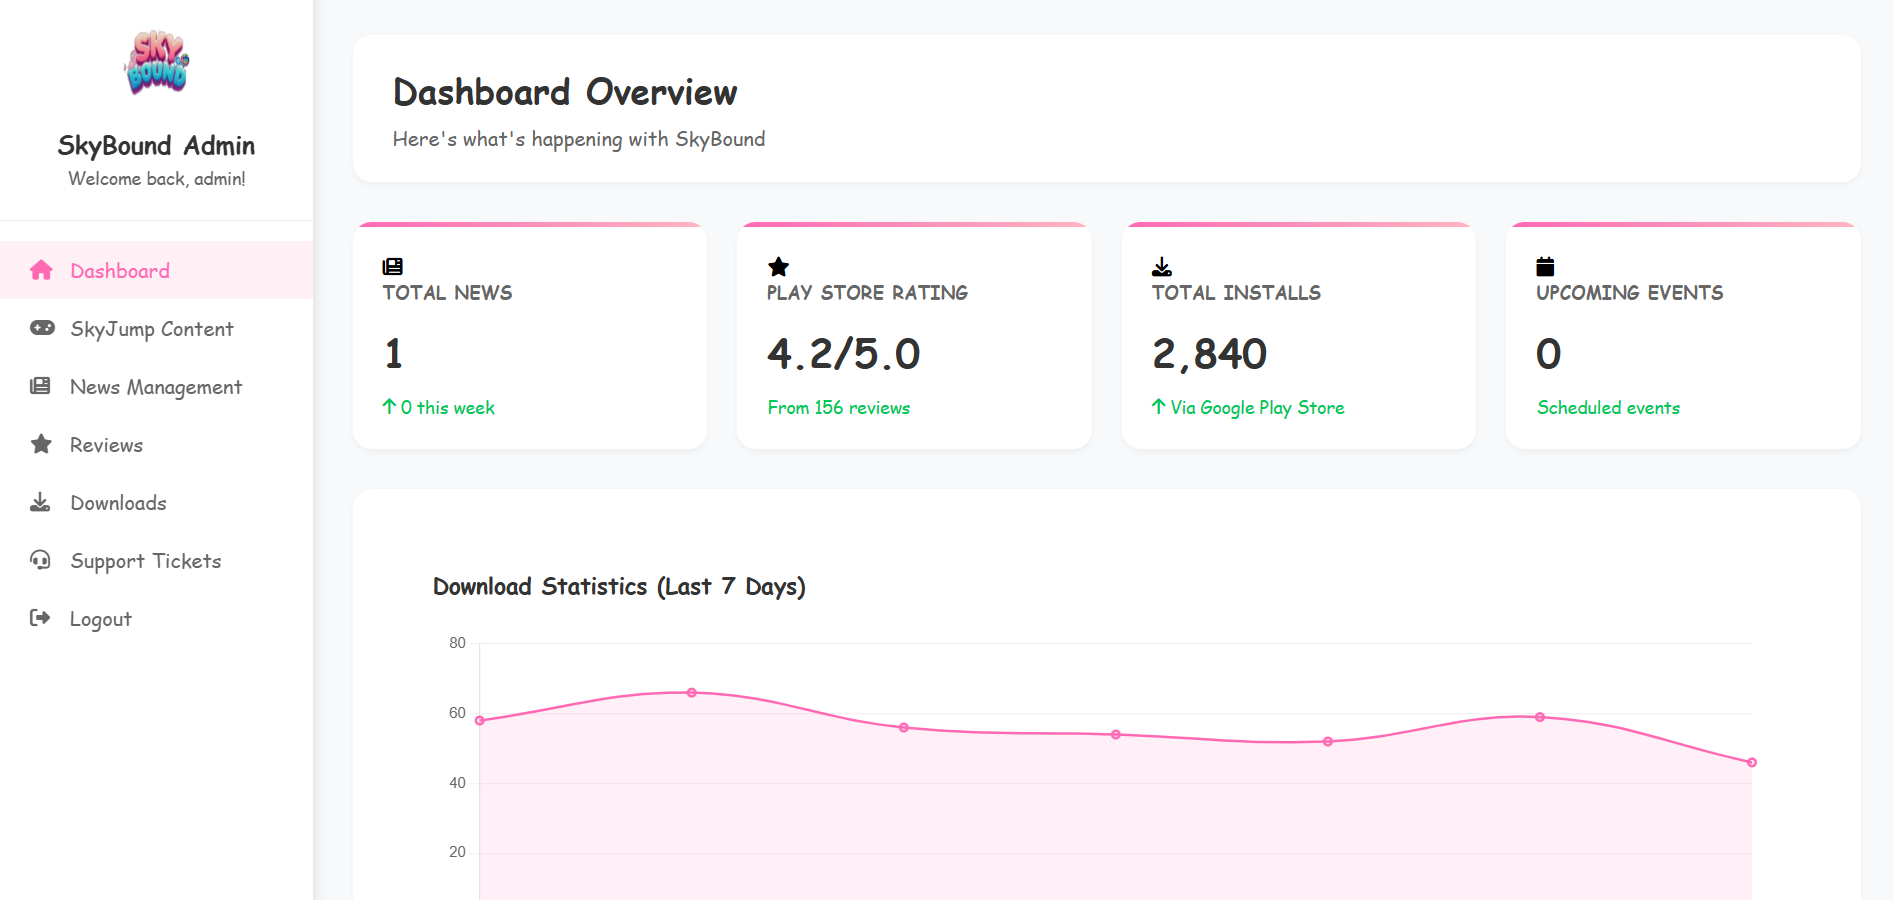 SKY
BOUND
SkyBound Admin
Welcome back, admin!
Dashboard
SkyJump Content
News Management
Reviews
Downloads
Support Tickets
Logout
Dashboard Overview
Here's what's happening with SkyBound
TOTAL NEWS
1
0 this week
PLAY STORE RATING
4.2/5.0
From 156 reviews
TOTAL INSTALLS
2,840
Via Google Play Store
UPCOMING EVENTS
0
Scheduled events
Download Statistics (Last 7 Days)
80
60
40
20